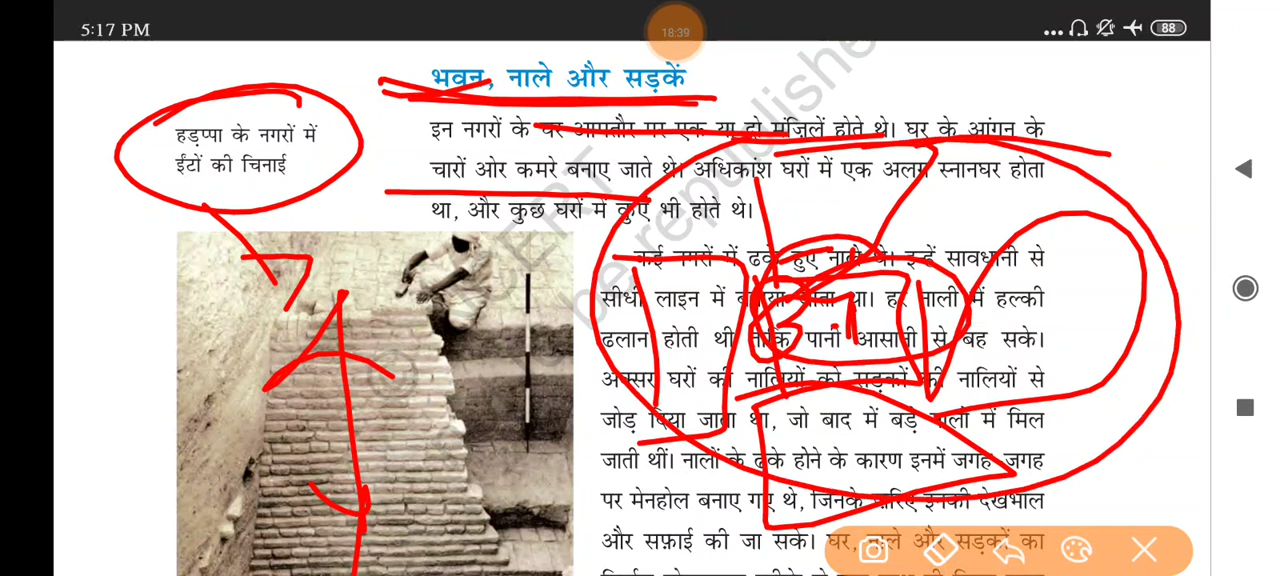 5:17 PM
18:39
88
भवन, नाले और सड़कें
हड़प्पा के नगरों में
ईंटों की चिनाई
इन नगरों के घर आमतौर पर एक या दो मंज़िलें होते थे। घर के आंगन के
चारों ओर कमरे बनाए जाते थे। अधिकांश घरों में एक अलग स्नानघर होता
था, और कुछ घरों में कुएँ भी होते थे।
कई नगरों में ढके हुए नाले थे। इन्हें सावधानी से
सीधी लाइन में बनाया जाता था। हर नाली में हल्की
ढलान होती थी ताकि पानी आसानी से बह सके।
अक्सर घरों की नालियों को सड़कों की नालियों से
जोड़ दिया जाता था, जो बाद में बड़े नालों में मिल
जाती थीं। नालों के ढके होने के कारण इनमें जगह-जगह
पर मेनहोल बनाए गए थे, जिनके ज़रिए इनकी देखभाल
और सफ़ाई की जा सके। घर, नाले और सड़कों का
be republished